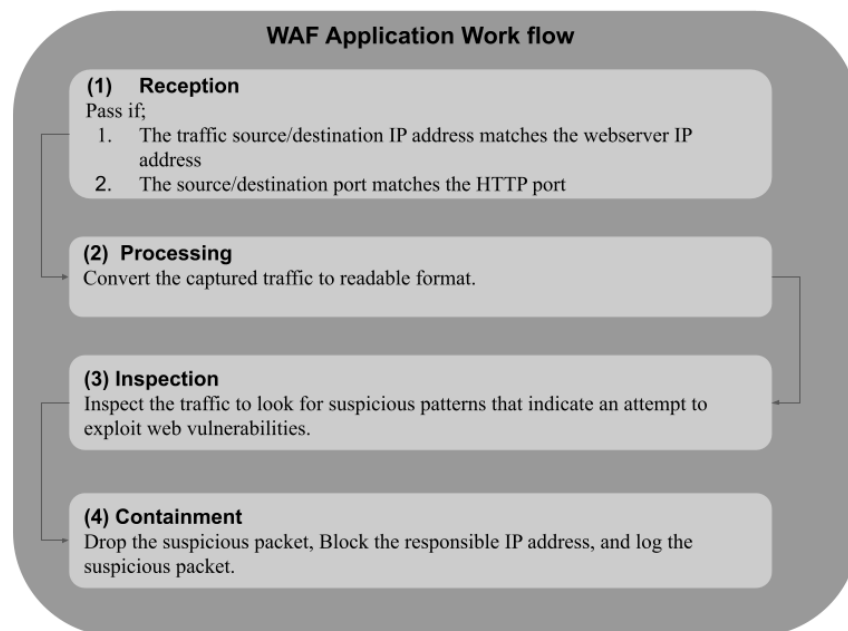 WAF Application Work flow
(1) Reception
Pass if;
1. The traffic source/destination IP address matches the webserver IP
address
2. The source/destination port matches the HTTP port
(2) Processing
Convert the captured traffic to readable format.
(3) Inspection
Inspect the traffic to look for suspicious patterns that indicate an attempt to
exploit web vulnerabilities.
(4) Containment
Drop the suspicious packet, Block the responsible IP address, and log the
suspicious packet.